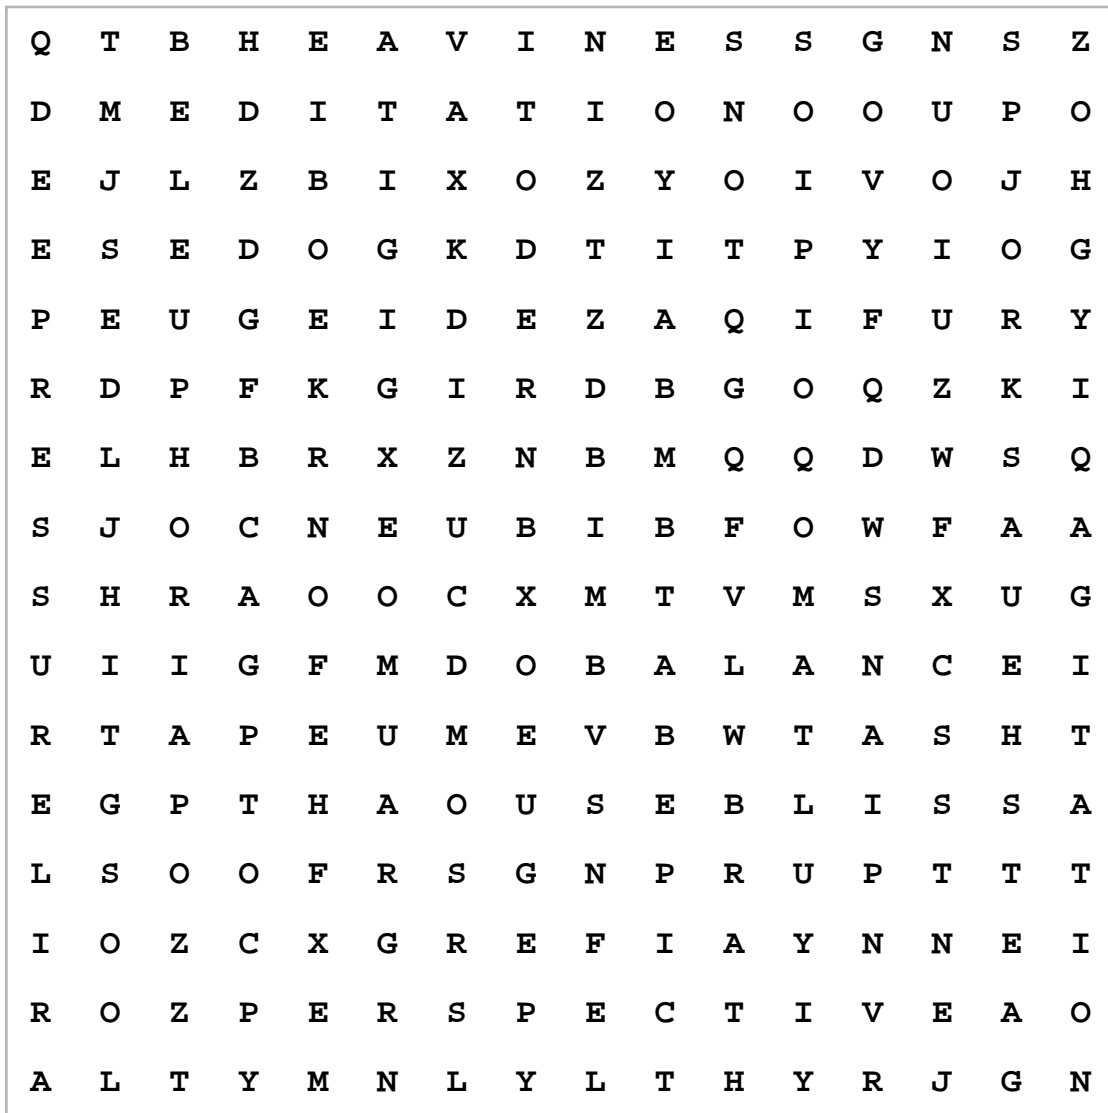 Q T B H E A V I N E S S G N S Z
D M E D I T A T I O N O O U P O
E J L Z B I X O Z Y O I V O J H
E S E D O G K D T I T P Y I O G
P E U G E I D E Z A Q I F U R Y
R D P F K G I R D B G O Q Z K I
E L H B R X Z N B M Q Q D W S Q
S J O C N E U B I B F O W F A A
S H R A O O C X M T V M S X U G
U I I G F M D O B A L A N C E I
R T A P E U M E V B W T A S H T
E G P T H A O U S E B L I S S A
L S O O F R S G N P R U P T T T
I O Z C X G R E F I A Y N N E I
R O Z P E R S P E C T I V E A O
A L T Y M N L Y L T H Y R J G N